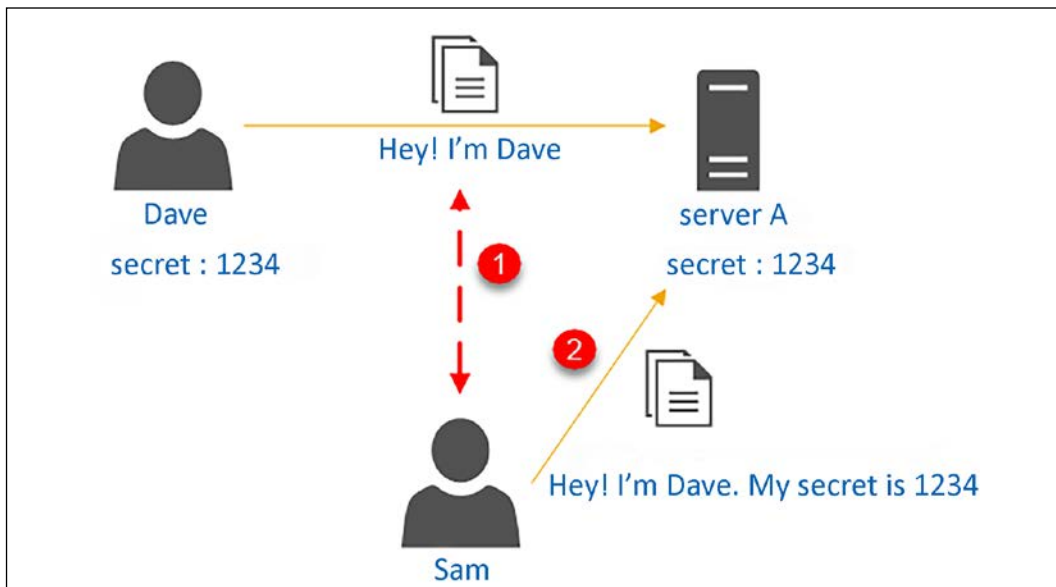 Hey! I'm Dave
Dave
server A
secret : 1234
secret : 1234
1
2
Hey! I'm Dave. My secret is 1234
Sam